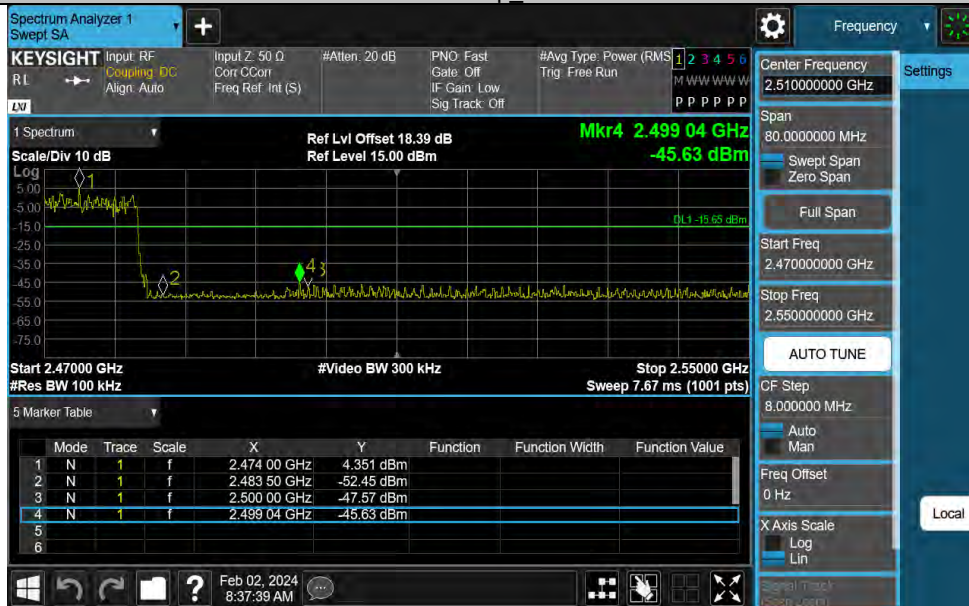 Spectrum Analyzer 1
Swept SA
+
Frequency
KEYSIGHT
RL
LXI
Input: RF
Coupling: DC
Align: Auto
Input Z: 50 Ω
Corr CCorr
Freq Ref: Int (S)
#Atten: 20 dB
PNO: Fast
Gate: Off
IF Gain: Low
Sig Track: Off
#Avg Type: Power (RMS
Trig: Free Run
1 2 3 4 5 6
M W W W W W
P P P P P P
Center Frequency
2.510000000 GHz
Settings
1 Spectrum
Scale/Div 10 dB
Ref Lvl Offset 18.39 dB
Ref Level 15.00 dBm
Mkr4 2.499 04 GHz
-45.63 dBm
Log
5.00
-5.00
-15.0
-25.0
-35.0
-45.0
-55.0
-65.0
-75.0
1
2
4
3
DL1 -15.65 dBm
Start 2.47000 GHz
#Res BW 100 kHz
#Video BW 300 kHz
Stop 2.55000 GHz
Sweep 7.67 ms (1001 pts)
Span
80.0000000 MHz
Swept Span
Zero Span
Full Span
Start Freq
2.470000000 GHz
Stop Freq
2.550000000 GHz
AUTO TUNE
CF Step
8.000000 MHz
Auto
Man
Freq Offset
0 Hz
X Axis Scale
Log
Lin
Signal Track
(Span Zoom)
Local
5 Marker Table
Mode Trace Scale X Y Function Function Width Function Value
1 N 1 f 2.474 00 GHz 4.351 dBm
2 N 1 f 2.483 50 GHz -52.45 dBm
3 N 1 f 2.500 00 GHz -47.57 dBm
4 N 1 f 2.499 04 GHz -45.63 dBm
5
6
?
Feb 02, 2024
8:37:39 AM